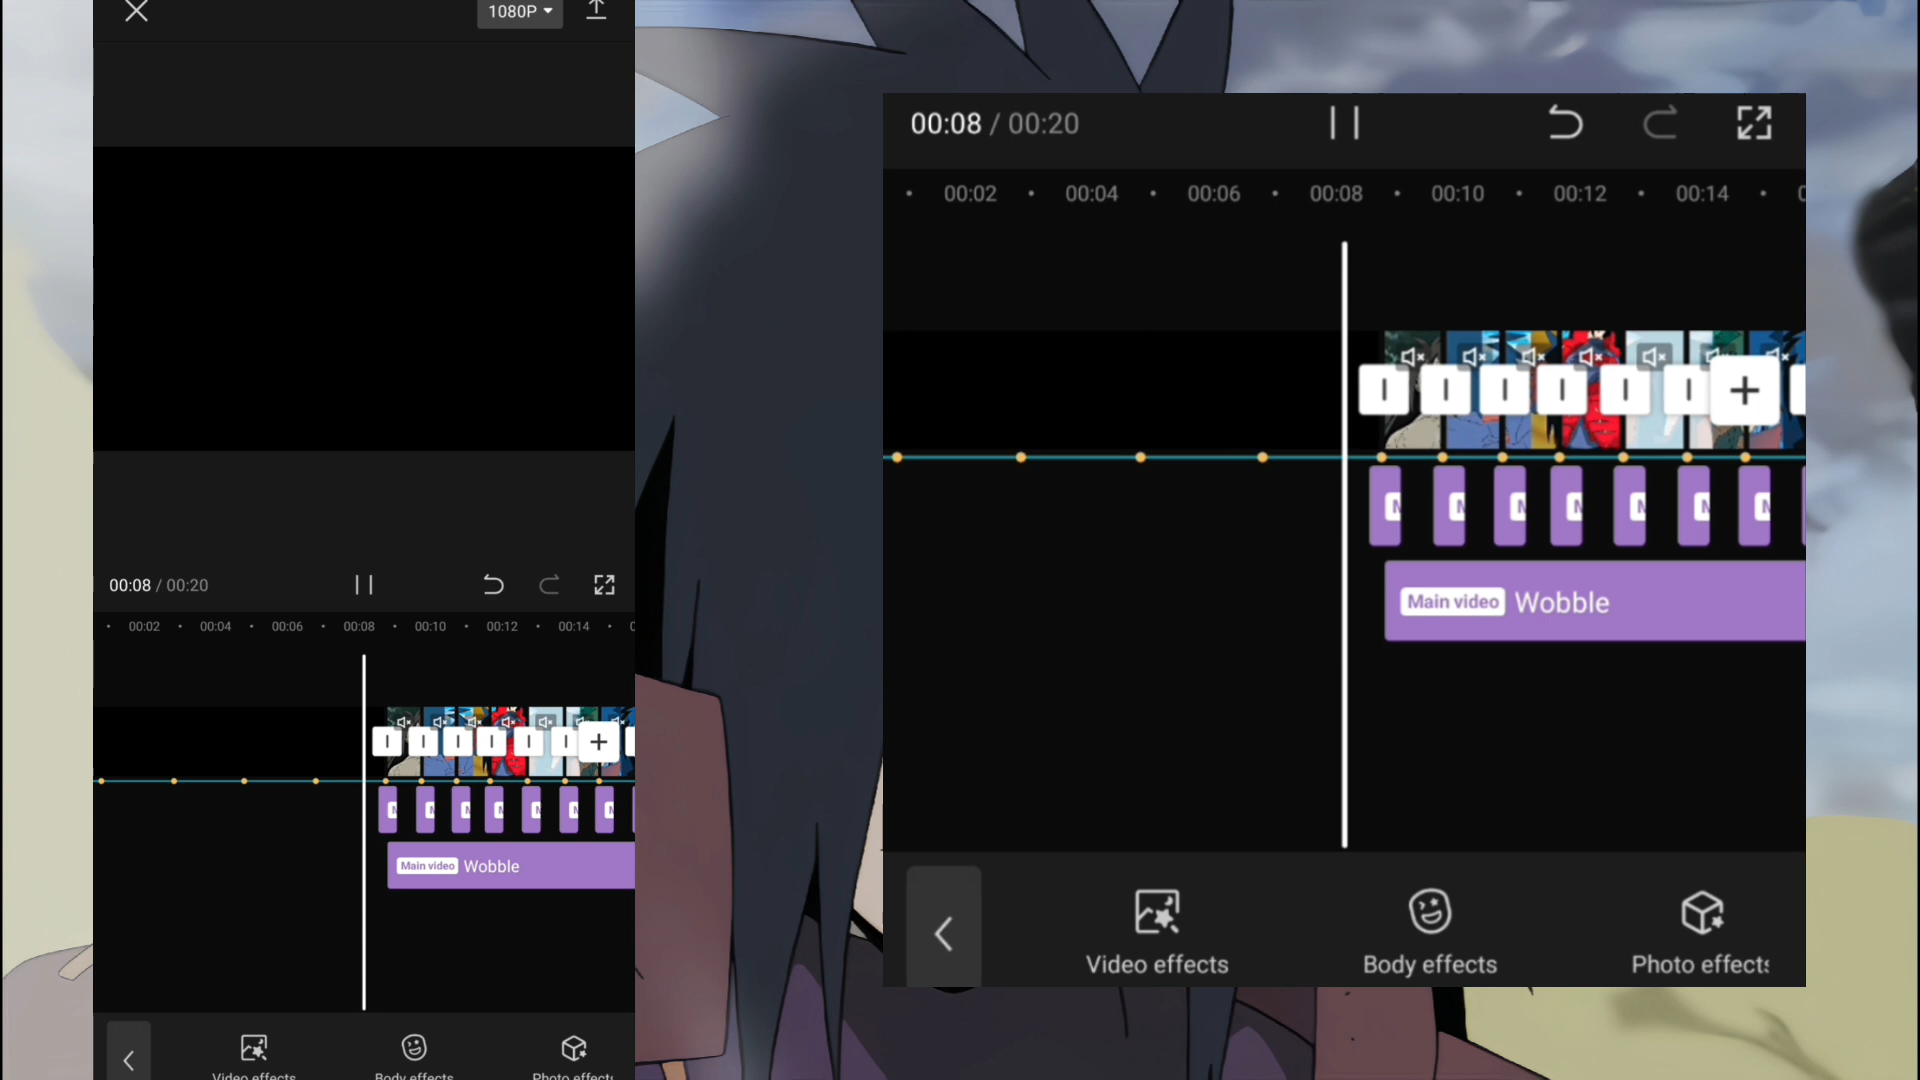 1080P
00:08 / 00:20
00:02 00:04 00:06 00:08 00:10 00:12 00:14
Main video Wobble
Video effects Body effects Photo effects
00:08 / 00:20
00:02 00:04 00:06 00:08 00:10 00:12 00:14
Main video Wobble
Video effects Body effects Photo effects